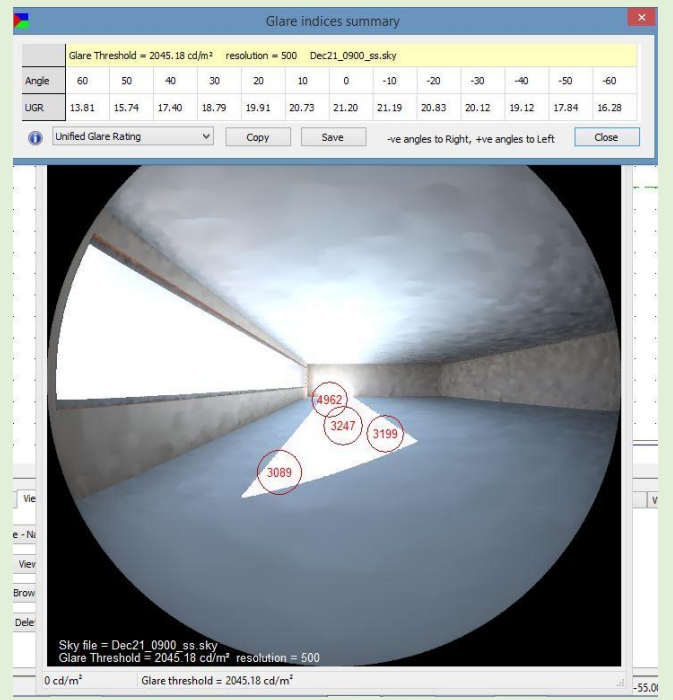 Glare indices summary
Glare Threshold = 2045.18 cd/m² resolution = 500 Dec21_0900_ss.sky
Angle 60 50 40 30 20 10 0 -10 -20 -30 -40 -50 -60
UGR 13.81 15.74 17.40 18.79 19.91 20.73 21.20 21.19 20.83 20.12 19.12 17.84 16.28
Unified Glare Rating Copy Save -ve angles to Right, +ve angles to Left Close
4962
3247
3199
3089
Vie V
e - Na
View
Brow
Dele
Sky file = Dec21_0900_ss.sky
Glare Threshold = 2045.18 cd/m² resolution = 500
0 cd/m² Glare threshold = 2045.18 cd/m²
-55.00